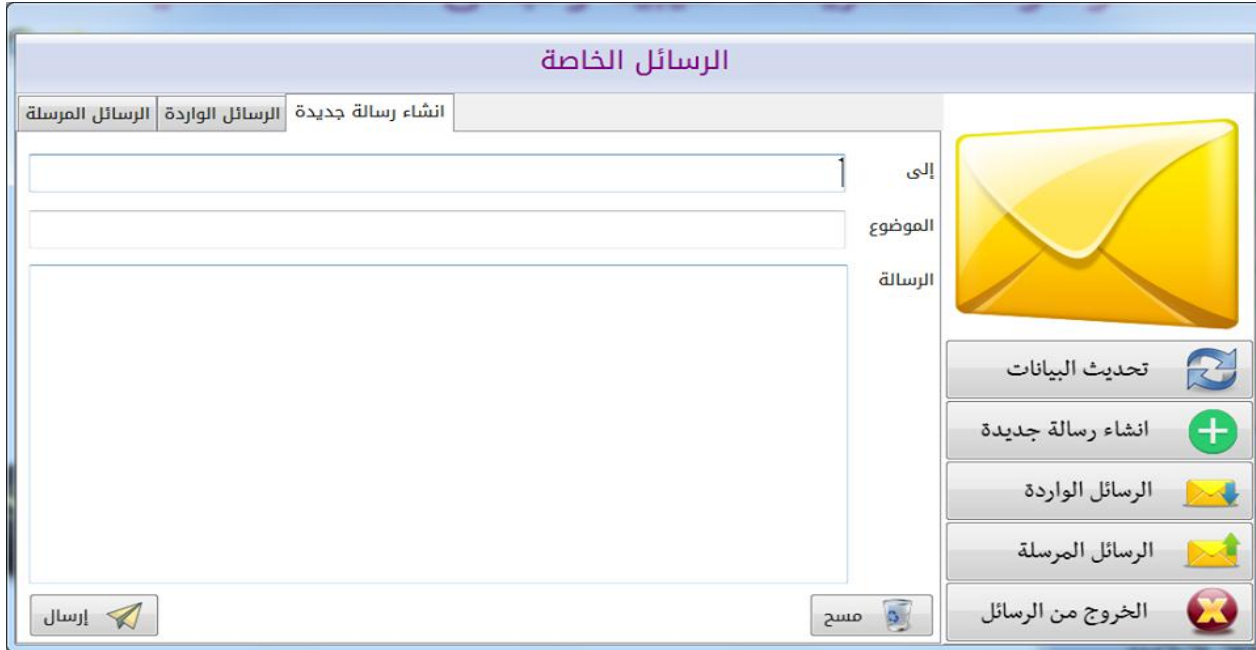 الرسائل الخاصة
انشاء رسالة جديدة
الرسائل الواردة
الرسائل المرسلة
إلى
الموضوع
الرسالة
مسح
إرسال
تحديث البيانات
انشاء رسالة جديدة
الرسائل الواردة
الرسائل المرسلة
الخروج من الرسائل